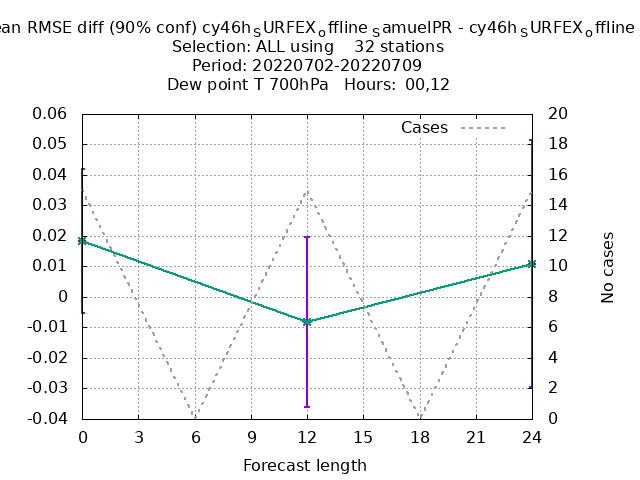 ean RMSE diff (90% conf) cy46h_SURFEX_offline_SamuelPR - cy46h_SURFEX_offline
Selection: ALL using 32 stations
Period: 20220702-20220709
Dew point T 700hPa Hours: 00,12
Cases
0.06
0.05
0.04
0.03
0.02
0.01
0
-0.01
-0.02
-0.03
-0.04
20
18
16
14
12
10
8
6
4
2
0
No cases
0 3 6 9 12 15 18 21 24
Forecast length